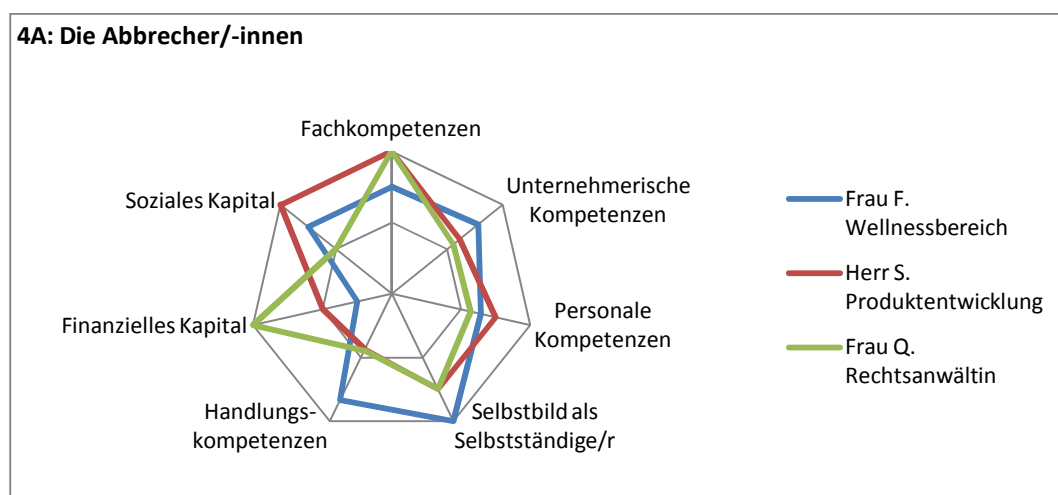 4A: Die Abbrecher/-innen
Fachkompetenzen
Unternehmerische
Kompetenzen
Personale
Kompetenzen
Selbstbild als
Selbstständige/r
Handlungs-
kompetenzen
Finanzielles Kapital
Soziales Kapital
Frau F.
Wellnessbereich
Herr S.
Produktentwicklung
Frau Q.
Rechtsanwältin